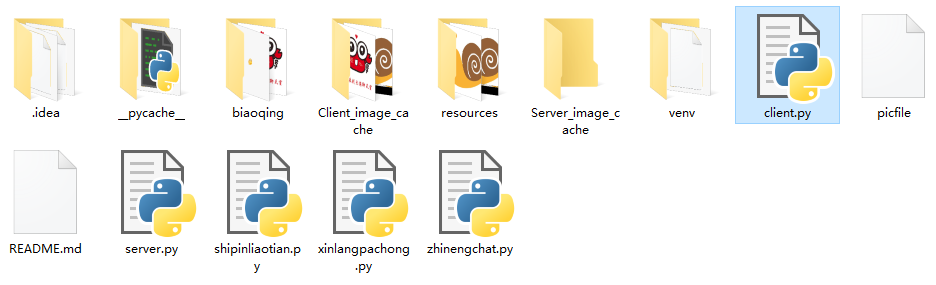 .idea
__pycache__
biaoqing
Client_image_ca
che
resources
Server_image_c
ache
venv
client.py
picfile
README.md
server.py
shipinliaotian.p
y
xinlangpachong
.py
zhinengchat.py